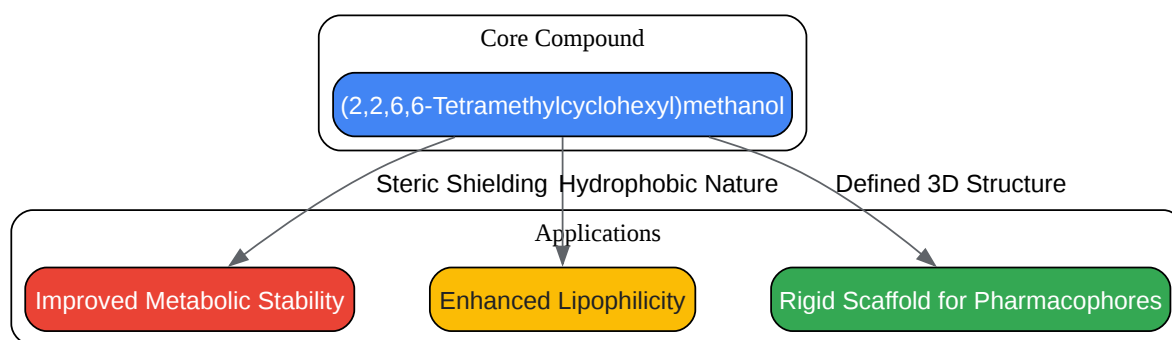 Core Compound
(2,2,6,6-Tetramethylcyclohexyl)methanol
Steric Shielding
Hydrophobic Nature
Defined 3D Structure
Applications
Improved Metabolic Stability
Enhanced Lipophilicity
Rigid Scaffold for Pharmacophores